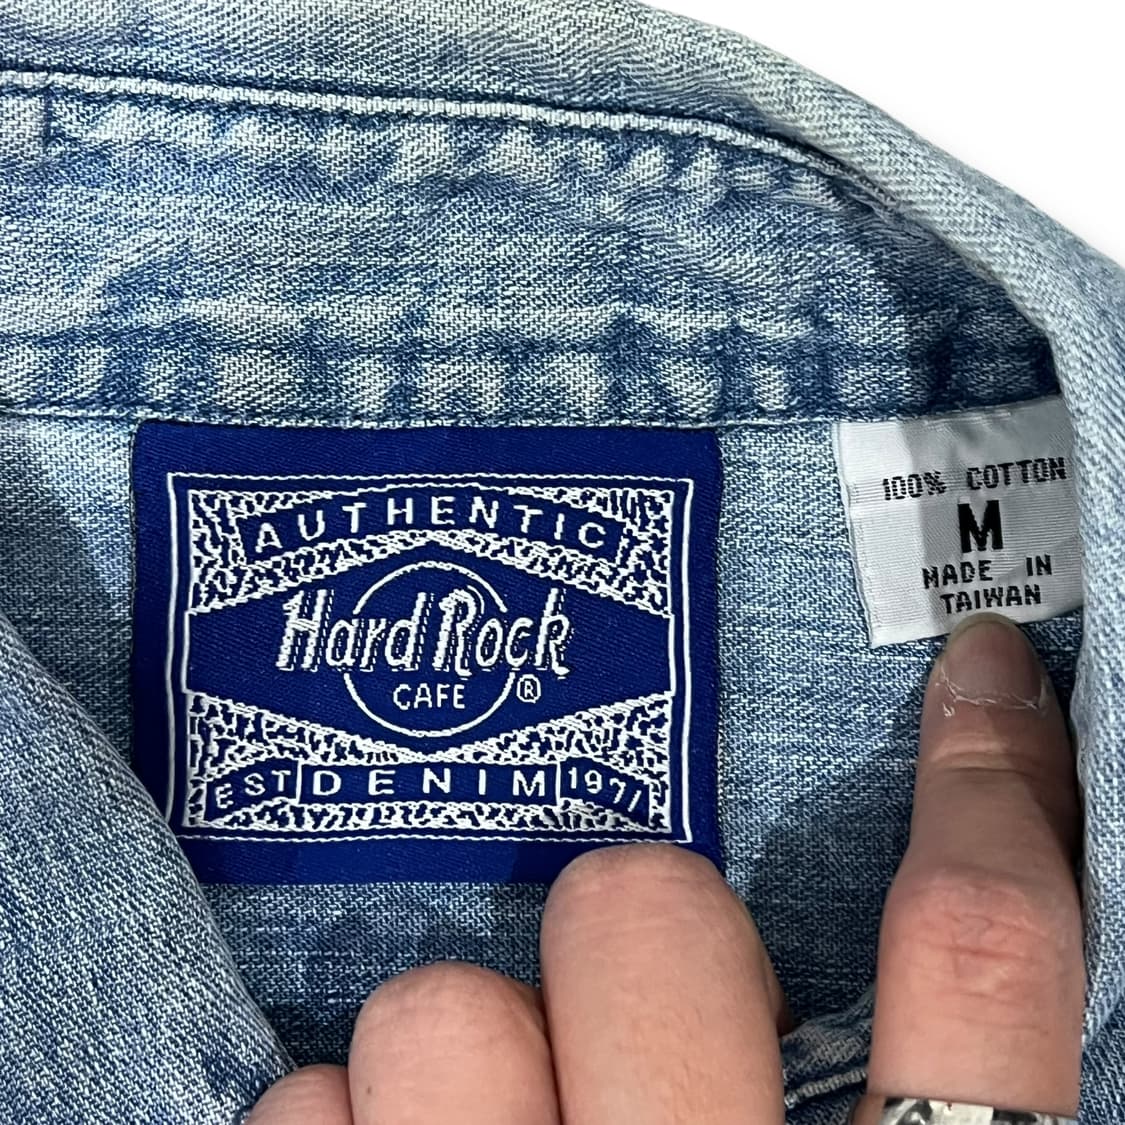 AUTHENTIC
Hard Rock
CAFE ®
EST DENIM 1971
100% COTTON
M
MADE IN
TAIWAN